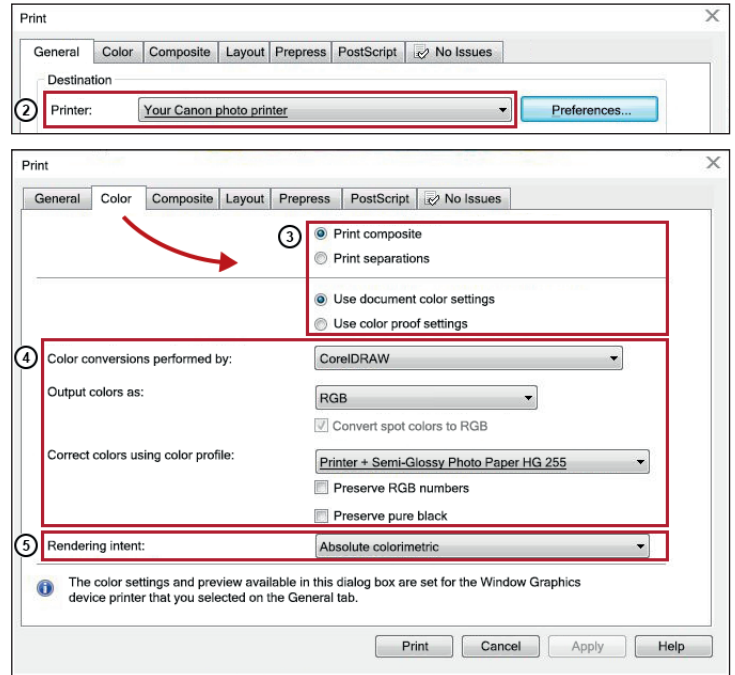 Print
General Color Composite Layout Prepress PostScript No Issues
Destination
2 Printer: Your Canon photo printer Preferences...
Print
General Color Composite Layout Prepress PostScript No Issues
3 Print composite
Print separations
Use document color settings
Use color proof settings
4 Color conversions performed by: CorelDRAW
Output colors as: RGB
Convert spot colors to RGB
Correct colors using color profile: Printer + Semi-Glossy Photo Paper HG 255
Preserve RGB numbers
Preserve pure black
5 Rendering intent: Absolute colorimetric
The color settings and preview available in this dialog box are set for the Window Graphics
device printer that you selected on the General tab.
Print Cancel Apply Help